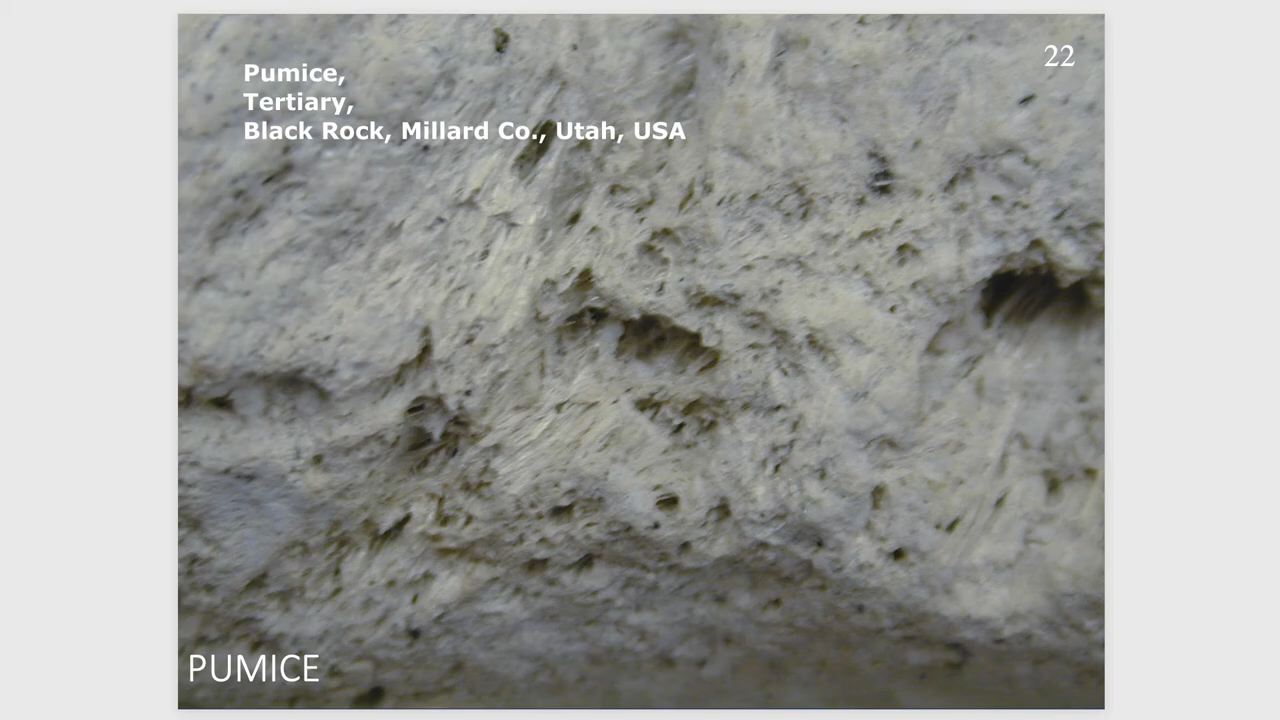 22
Pumice,
Tertiary,
Black Rock, Millard Co., Utah, USA
PUMICE